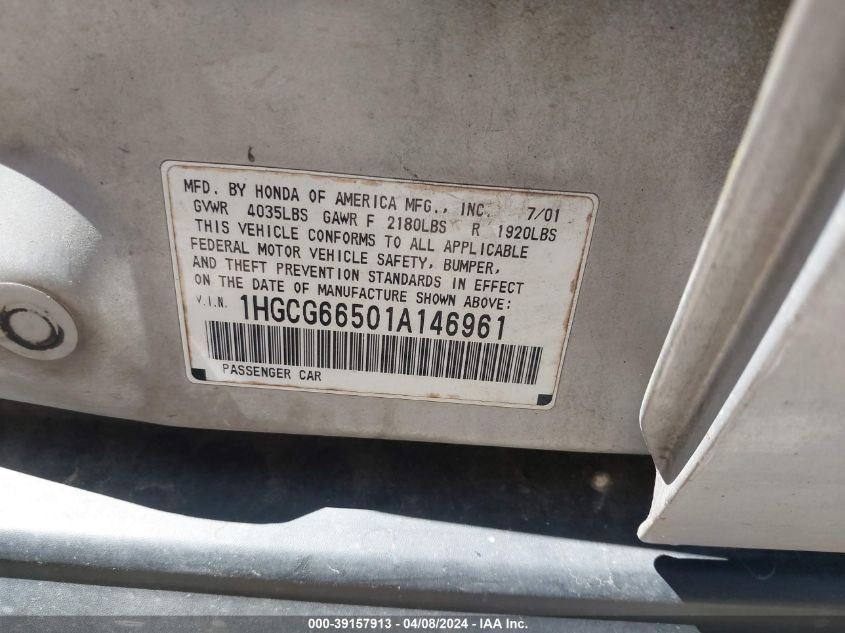 MFD. BY HONDA OF AMERICA MFG., INC. 7/01
GVWR 4035LBS GAWR F 2180LBS R 1920LBS
THIS VEHICLE CONFORMS TO ALL APPLICABLE
FEDERAL MOTOR VEHICLE SAFETY, BUMPER,
AND THEFT PREVENTION STANDARDS IN EFFECT
ON THE DATE OF MANUFACTURE SHOWN ABOVE:
V.I.N. 1HGCG66501A146961
PASSENGER CAR
000-39157913 - 04/08/2024 - IAA Inc.